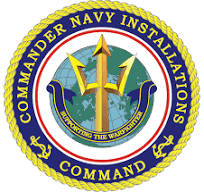 COMMANDER NAVY INSTALLATIONS
COMMAND
SUPPORTING THE WARFIGHTER